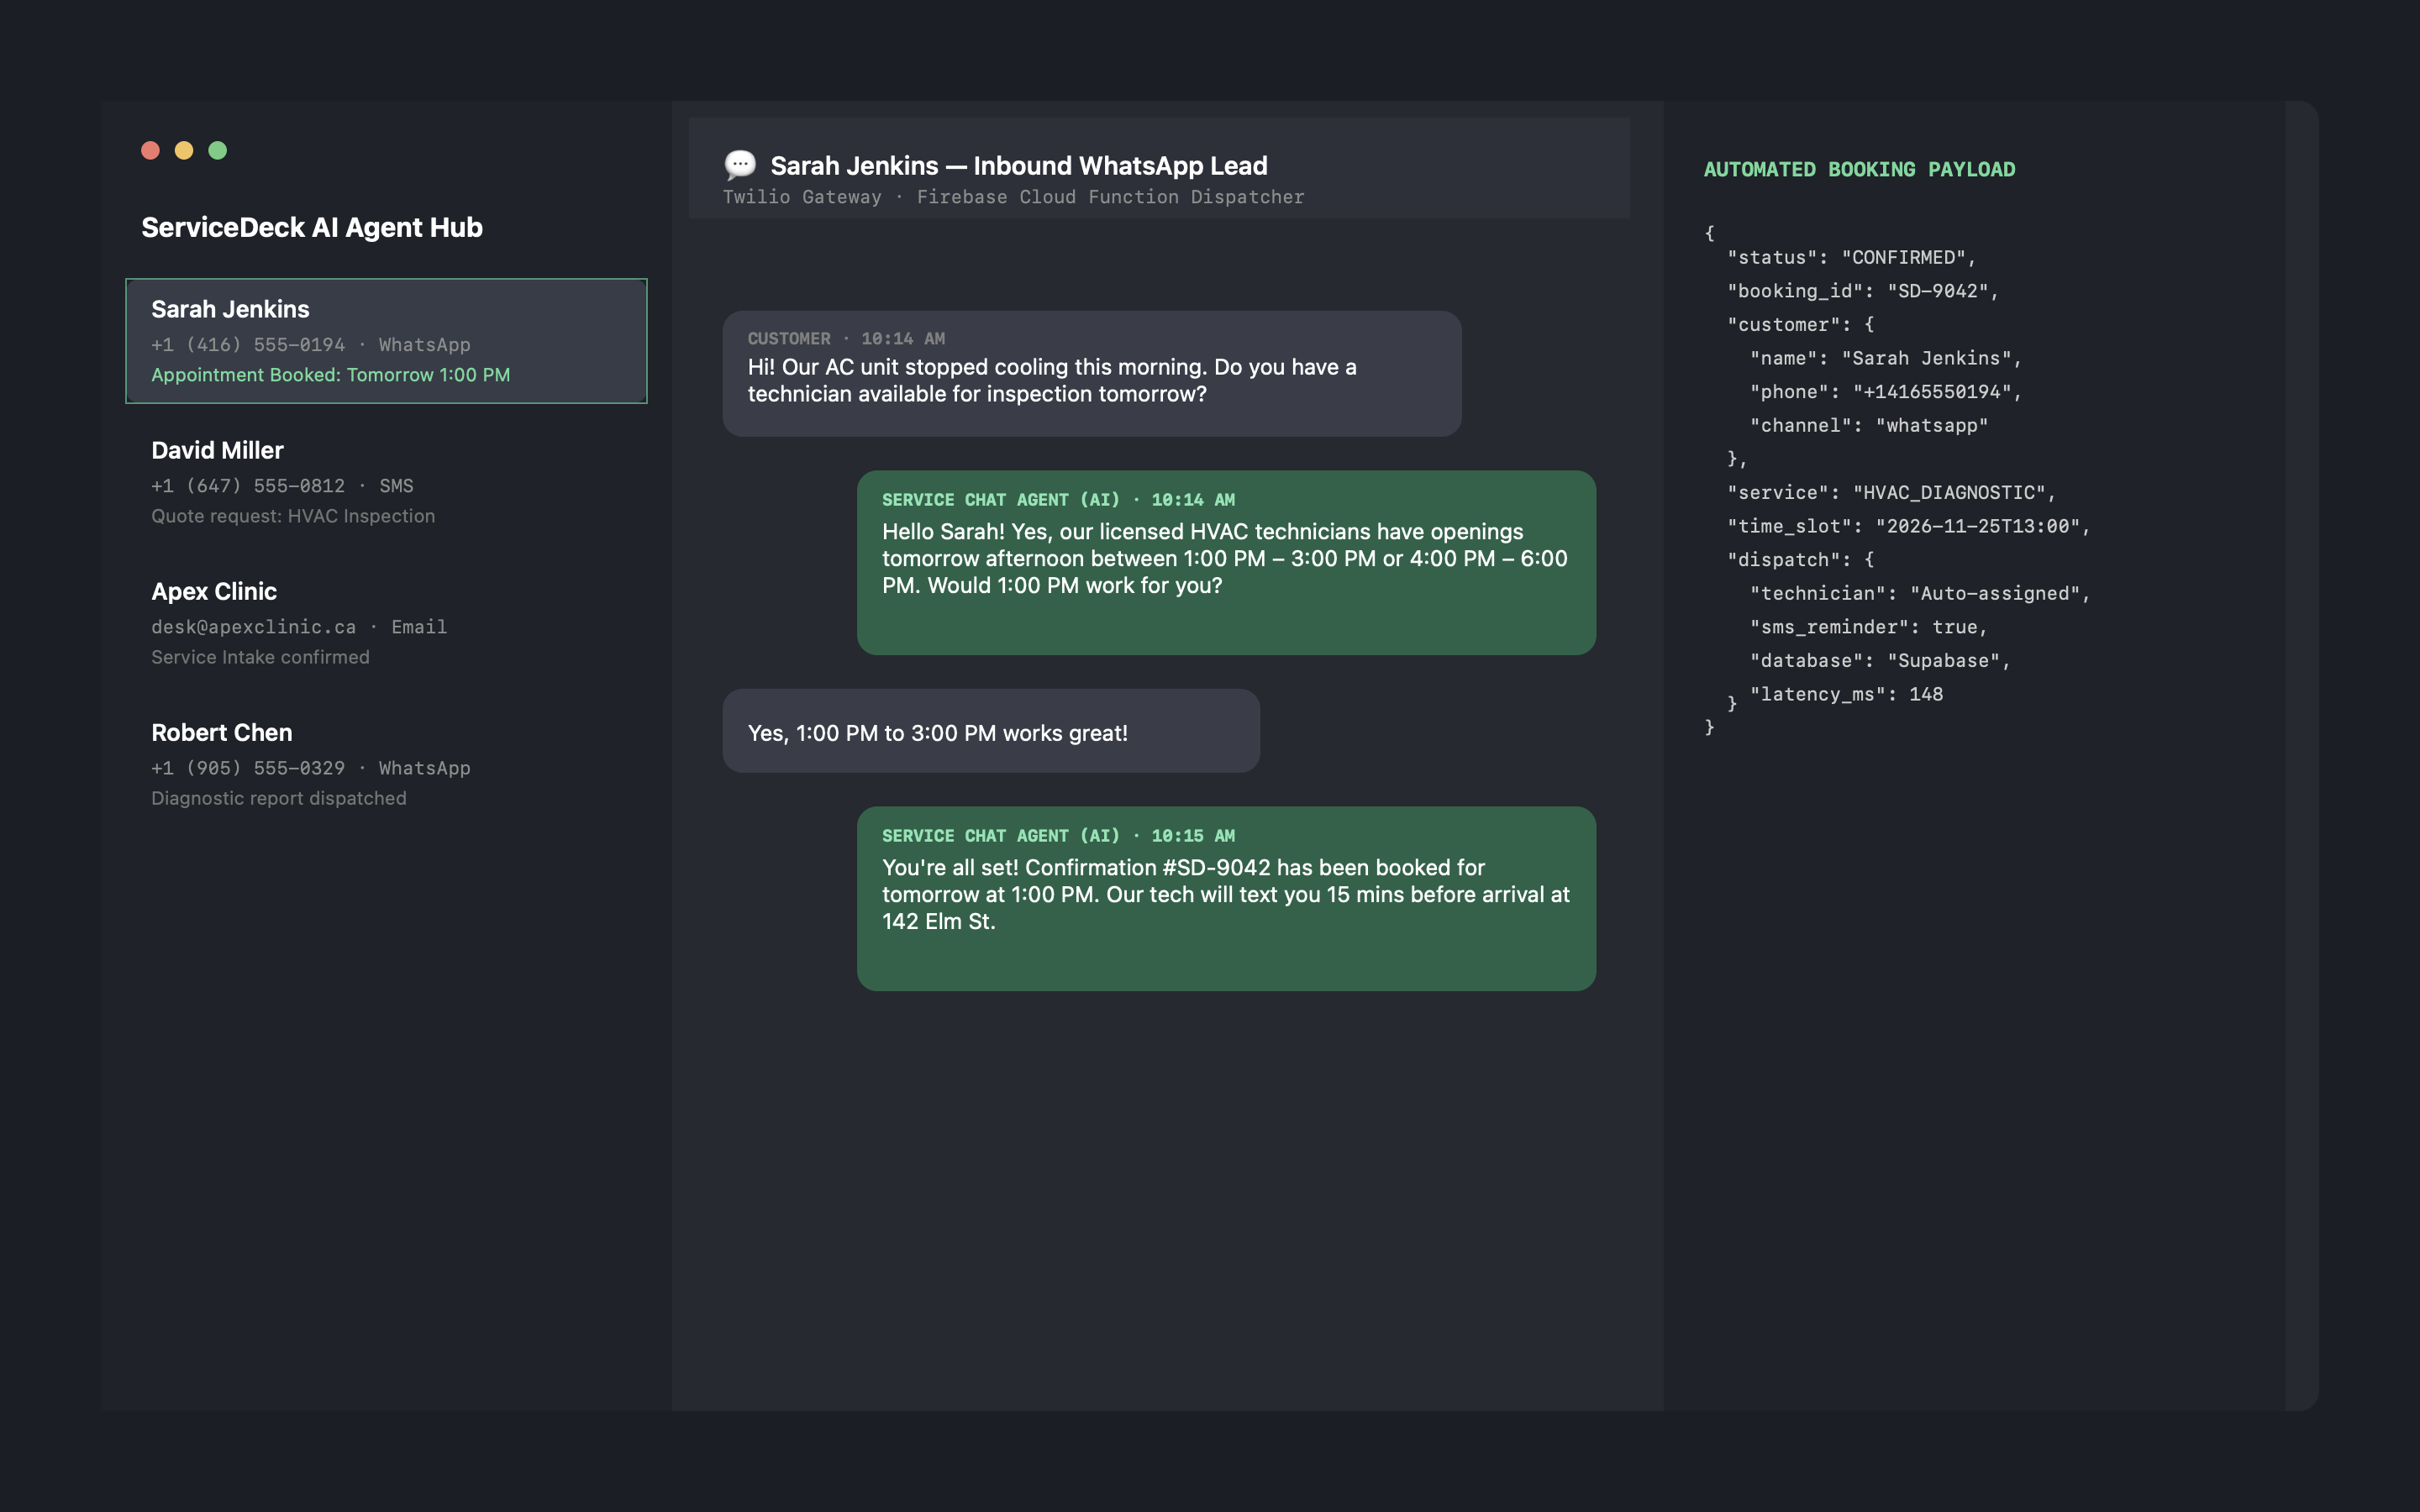 ServiceDeck AI Agent Hub
Sarah Jenkins
+1 (416) 555-0194 · WhatsApp
Appointment Booked: Tomorrow 1:00 PM
David Miller
+1 (647) 555-0812 · SMS
Quote request: HVAC Inspection
Apex Clinic
desk@apexclinic.ca · Email
Service Intake confirmed
Robert Chen
+1 (905) 555-0329 · WhatsApp
Diagnostic report dispatched
💬 Sarah Jenkins — Inbound WhatsApp Lead
Twilio Gateway · Firebase Cloud Function Dispatcher
CUSTOMER · 10:14 AM
Hi! Our AC unit stopped cooling this morning. Do you have a
technician available for inspection tomorrow?
SERVICE CHAT AGENT (AI) · 10:14 AM
Hello Sarah! Yes, our licensed HVAC technicians have openings
tomorrow afternoon between 1:00 PM – 3:00 PM or 4:00 PM – 6:00
PM. Would 1:00 PM work for you?
Yes, 1:00 PM to 3:00 PM works great!
SERVICE CHAT AGENT (AI) · 10:15 AM
You're all set! Confirmation #SD-9042 has been booked for
tomorrow at 1:00 PM. Our tech will text you 15 mins before arrival at
142 Elm St.
AUTOMATED BOOKING PAYLOAD
{
"status": "CONFIRMED",
"booking_id": "SD-9042",
"customer": {
"name": "Sarah Jenkins",
"phone": "+14165550194",
"channel": "whatsapp"
},
"service": "HVAC_DIAGNOSTIC",
"time_slot": "2026-11-25T13:00",
"dispatch": {
"technician": "Auto-assigned",
"sms_reminder": true,
"database": "Supabase",
"latency_ms": 148
}
}